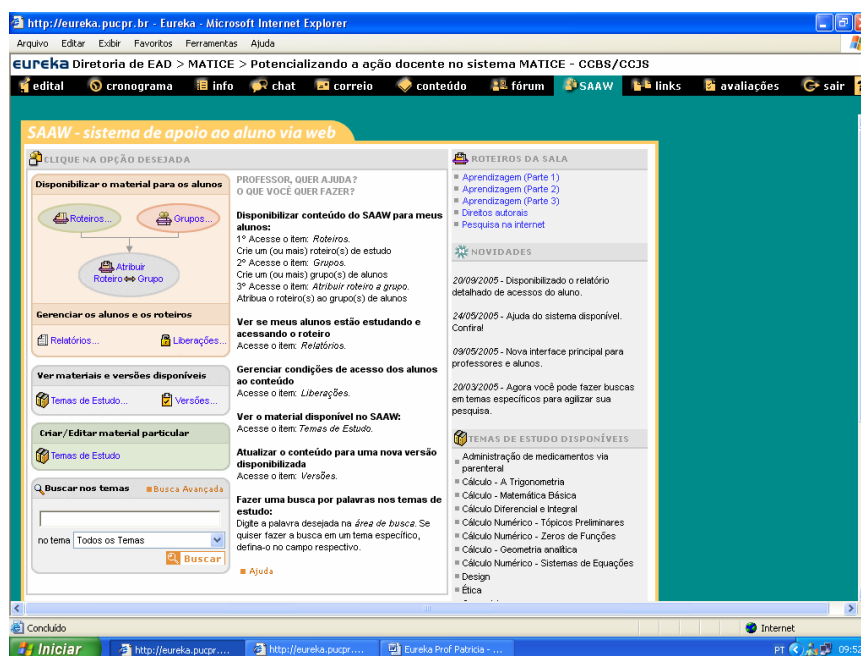 http://eureka.pucpr.br - Eureka - Microsoft Internet Explorer
Arquivo Editar Exibir Favoritos Ferramentas Ajuda
eureka Diretoria de EAD > MATICE > Potencializando a ação docente no sistema MATICE - CCBS/CCJS
edital cronograma info chat correio conteúdo fórum SAAW links avaliações sair
SAAW - sistema de apoio ao aluno via web
CLIQUE NA OPÇÃO DESEJADA
Disponibilizar o material para os alunos
Roteiros... Grupos...
Atribuir
Roteiro Grupo
Gerenciar os alunos e os roteiros
Relatórios... Liberações...
Ver materiais e versões disponíveis
Temas de Estudo... Versões...
Criar/Editar material particular
Temas de Estudo
Buscar nos temas Busca Avançada
no tema Todos os Temas
Buscar
PROFESSOR, QUER AJUDA?
O QUE VOCÊ QUER FAZER?
Disponibilizar conteúdo do SAAW para meus
alunos:
1º Acesse o item: Roteiros.
Crie um (ou mais) roteiro(s) de estudo
2º Acesse o item: Grupos.
Crie um (ou mais) grupo(s) de alunos
3º Acesse o item: Atribuir roteiro a grupo.
Atribua o roteiro(s) ao grupo(s) de alunos
Ver se meus alunos estão estudando e
acessando o roteiro
Acesse o item: Relatórios.
Gerenciar condições de acesso dos alunos
ao conteúdo
Acesse o item: Liberações.
Ver o material disponível no SAAW:
Acesse o item: Temas de Estudo.
Atualizar o conteúdo para uma nova versão
disponibilizada
Acesse o item: Versões.
Fazer uma busca por palavras nos temas de
estudo:
Digite a palavra desejada na área de busca. Se
quiser fazer a busca em um tema específico,
defina-o no campo respectivo.
Ajuda
ROTEIROS DA SALA
Aprendizagem (Parte 1)
Aprendizagem (Parte 2)
Aprendizagem (Parte 3)
Direitos autorais
Pesquisa na internet
NOVIDADES
20/09/2005 - Disponibilizado o relatório
detalhado de acessos do aluno.
24/05/2005 - Ajuda do sistema disponível.
Confira!
09/05/2005 - Nova interface principal para
professores e alunos.
20/03/2005 - Agora você pode fazer buscas
em temas específicos para agilizar sua
pesquisa.
TEMAS DE ESTUDO DISPONÍVEIS
Administração de medicamentos via
parenteral
Cálculo - A Trigonometria
Cálculo - Matemática Básica
Cálculo Diferencial e Integral
Cálculo Numérico - Tópicos Preliminares
Cálculo Numérico - Zeros de Funções
Cálculo - Geometria analítica
Cálculo Numérico - Sistemas de Equações
Design
Ética
Concluído Internet
Iniciar http://eureka.pucpr.... http://eureka.pucpr.... Eureka Prof Patricia - ... PT 09:52